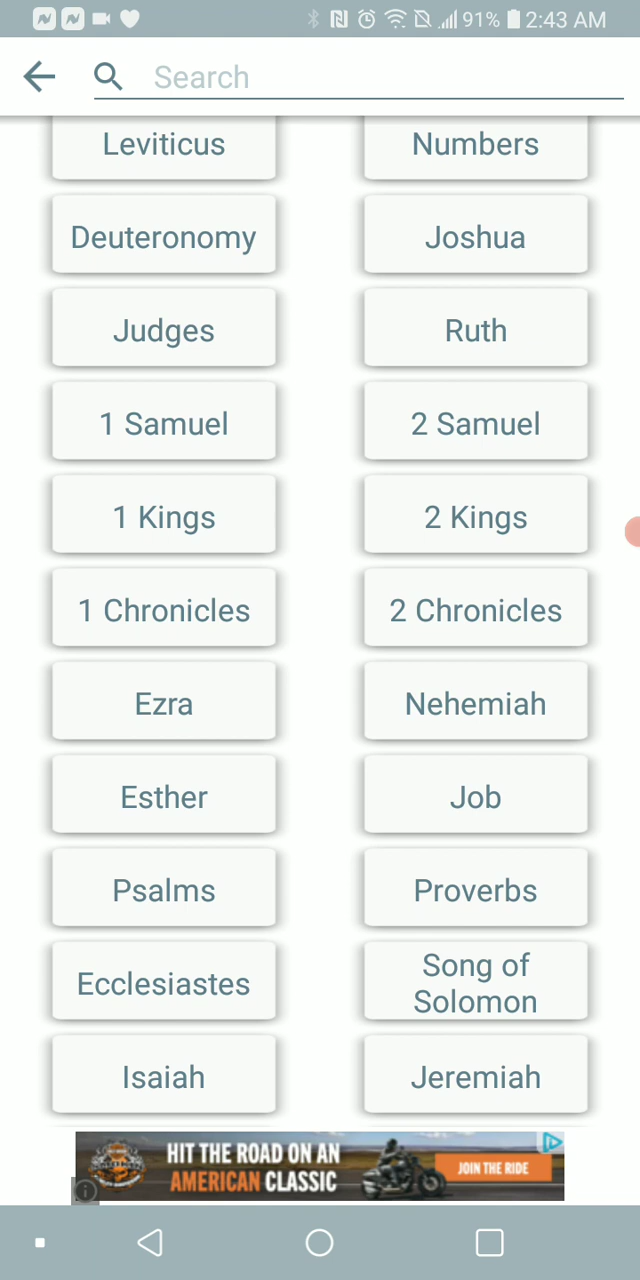 91% 2:43 AM
Search
Leviticus Numbers
Deuteronomy Joshua
Judges Ruth
1 Samuel 2 Samuel
1 Kings 2 Kings
1 Chronicles 2 Chronicles
Ezra Nehemiah
Esther Job
Psalms Proverbs
Ecclesiastes Song of
Solomon
Isaiah Jeremiah
HIT THE ROAD ON AN
AMERICAN CLASSIC
JOIN THE RIDE